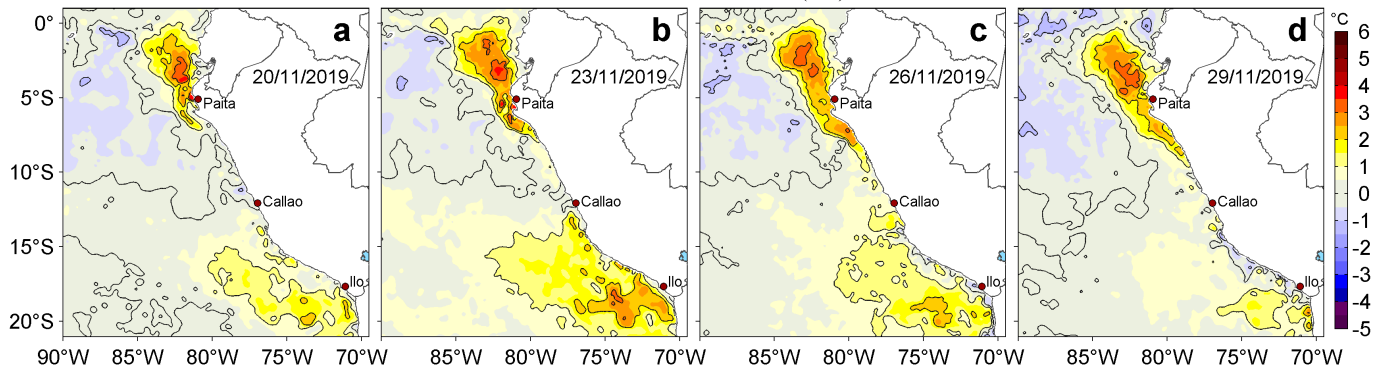 a
b
c
d
°C
0°
5°S
10°S
15°S
20°S
20/11/2019
23/11/2019
26/11/2019
29/11/2019
Paita
Paita
Paita
Paita
Callao
Callao
Callao
Callao
Ilo
Ilo
Ilo
Ilo
90°W
85°W
80°W
75°W
70°W
85°W
80°W
75°W
70°W
85°W
80°W
75°W
70°W
85°W
80°W
75°W
70°W
6
5
4
3
2
1
0
-1
-2
-3
-4
-5